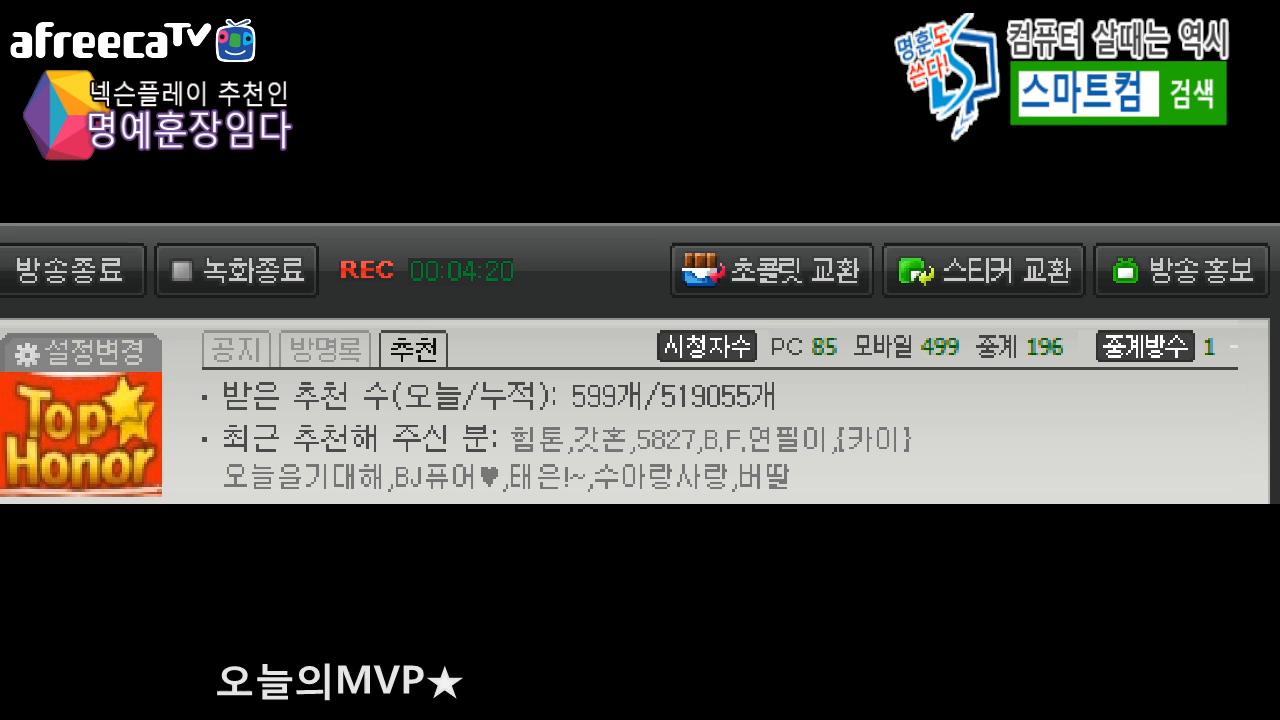 afreecaTV
넥슨플레이 추천인
명예훈장임다
명훈도
쓴다!
컴퓨터 살때는 역시
스마트컴 검색
방송종료 녹화종료 REC 00:04:20 초콜릿 교환 스티커 교환 방송 홍보
설정변경 공지 방명록 추천 시청자수 PC 85 모바일 499 중계 196 중계방수 1
Top Honor
· 받은 추천 수(오늘/누적): 599개/519055개
· 최근 추천해 주신 분: 힘톤,갓혼,5827,B.F,연필이,{카이}
오늘을기대해,BJ퓨어♥,태은!~,수아랑사랑,버딸
오늘의MVP★